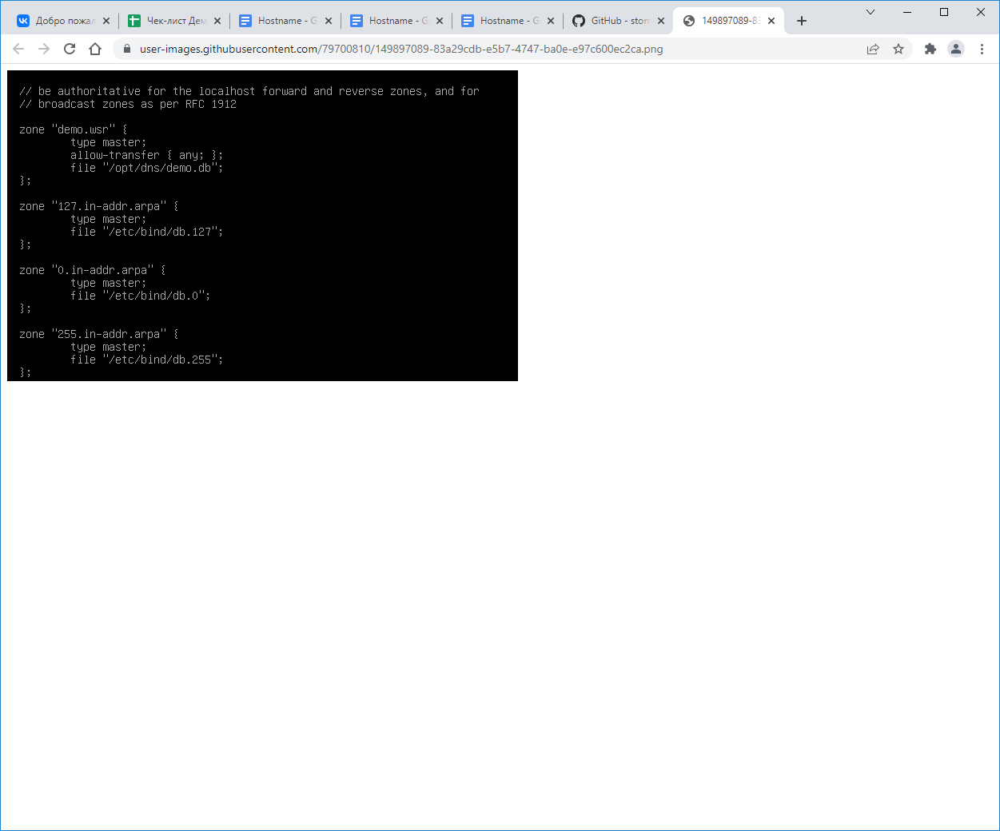 Добро пожал
Чек-лист Дем
Hostname - G
Hostname - G
Hostname - G
GitHub - storm
149897089-83
user-images.githubusercontent.com/79700810/149897089-83a29cdb-e5b7-4747-ba0e-e97c600ec2ca.png
// be authoritative for the localhost forward and reverse zones, and for
// broadcast zones as per RFC 1912
zone "demo.wsr" {
type master;
allow-transfer { any; };
file "/opt/dns/demo.db";
};
zone "127.in-addr.arpa" {
type master;
file "/etc/bind/db.127";
};
zone "0.in-addr.arpa" {
type master;
file "/etc/bind/db.0";
};
zone "255.in-addr.arpa" {
type master;
file "/etc/bind/db.255";
};